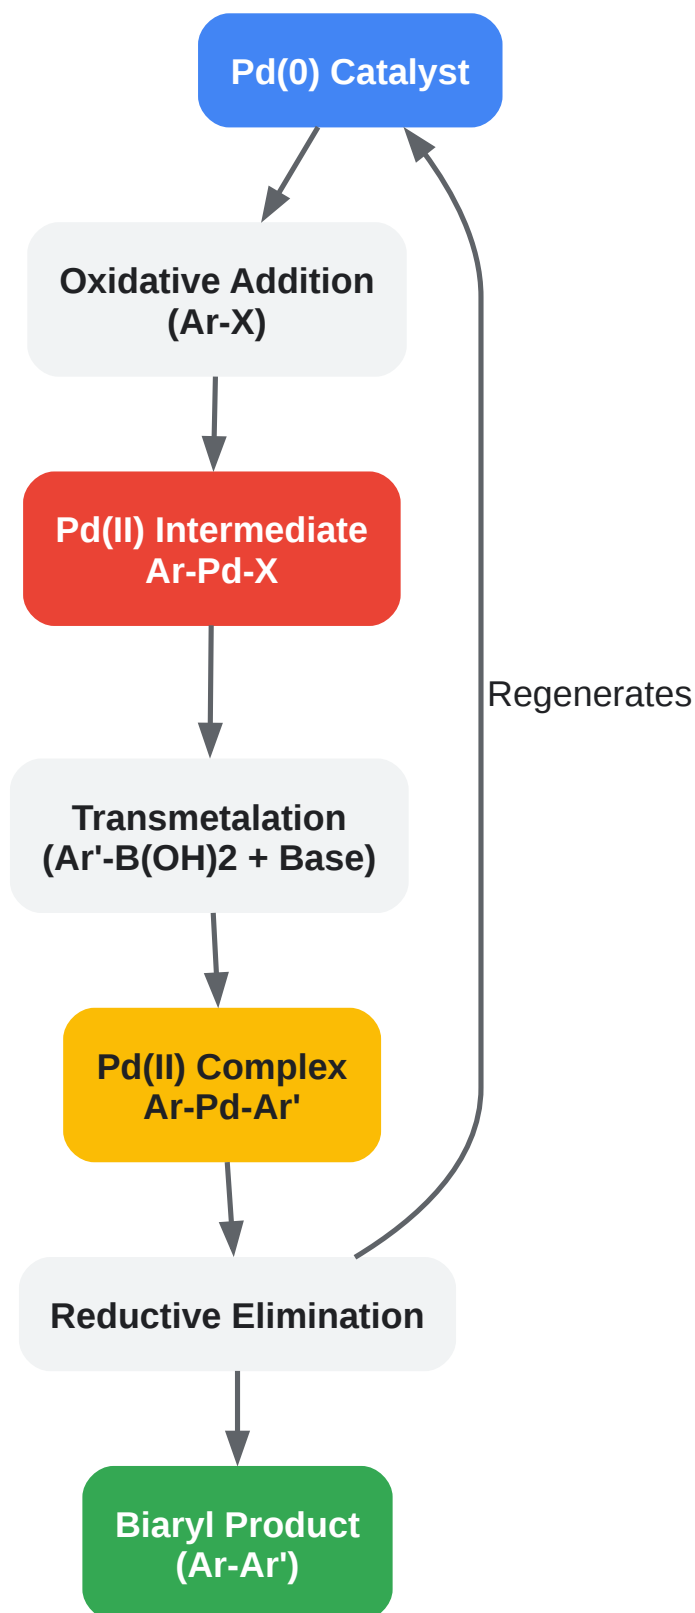 Pd(0) Catalyst
Oxidative Addition
(Ar-X)
Pd(II) Intermediate
Ar-Pd-X
Regenerates
Transmetalation
(Ar'-B(OH)2 + Base)
Pd(II) Complex
Ar-Pd-Ar'
Reductive Elimination
Biaryl Product
(Ar-Ar')